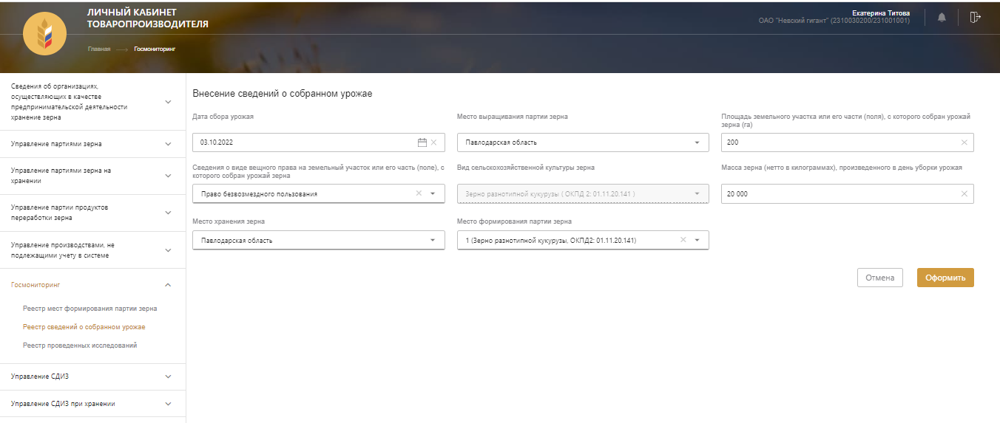 ЛИЧНЫЙ КАБИНЕТ
ТОВАРОПРОИЗВОДИТЕЛЯ
Екатерина Титова
ОАО "Невский гигант" (2310030200/231001001)
Главная
Госмониторинг
Сведения об организациях,
осуществляющих в качестве
предпринимательской деятельности
хранение зерна
Управление партиями зерна
Управление партиями зерна на
хранении
Управление партии продуктов
переработки зерна
Управление производствами, не
подлежащими учету в системе
Госмониторинг
Реестр мест формирования партии зерна
Реестр сведений о собранном урожае
Реестр проведенных исследований
Управление СДИЗ
Управление СДИЗ при хранении
Внесение сведений о собранном урожае
Дата сбора урожая
03.10.2022
Место выращивания партии зерна
Павлодарская область
Площадь земельного участка или его части (поля), с которого собран урожай
зерна (га)
200
Сведения о виде вещного права на земельный участок или его часть (поле), с
которого собран урожай зерна
Право безвозмездного пользования
Вид сельскохозяйственной культуры зерна
Зерно разнотипной кукурузы ( ОКПД 2: 01.11.20.141 )
Масса зерна (нетто в килограммах), произведенного в день уборки урожая
20 000
Место хранения зерна
Павлодарская область
Место формирования партии зерна
1 (Зерно разнотипной кукурузы, ОКПД2: 01.11.20.141)
Отмена
Оформить